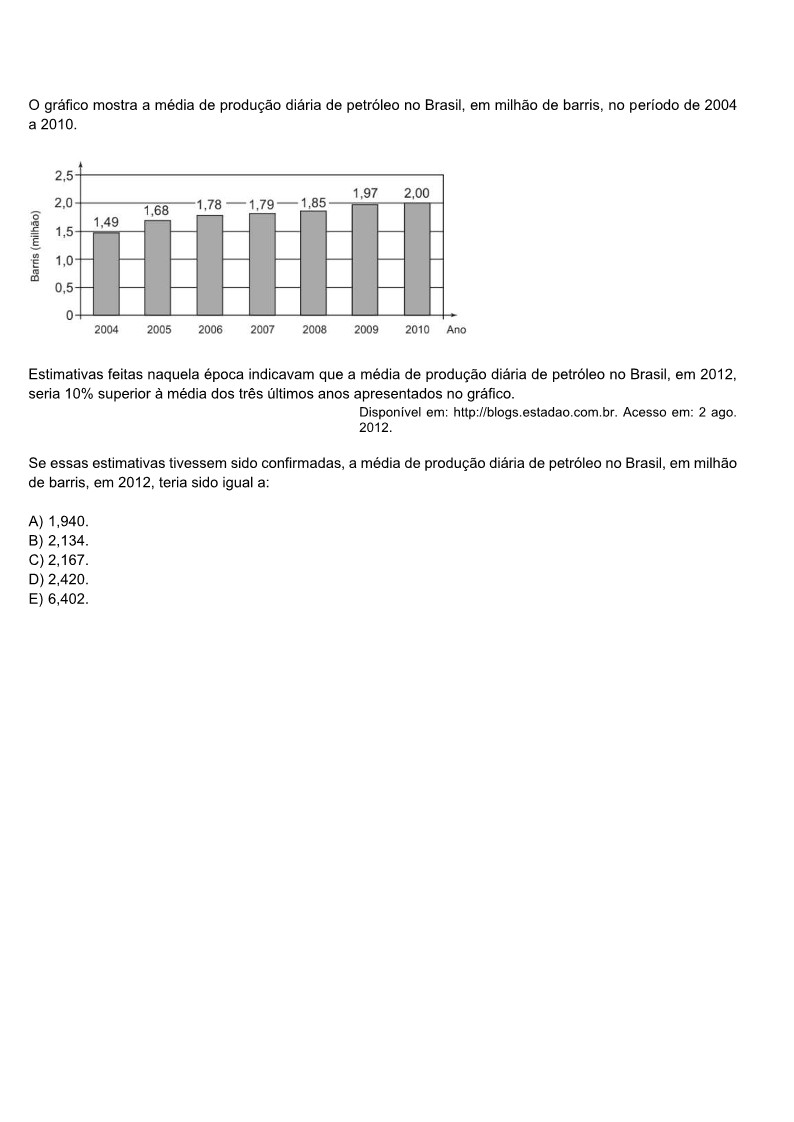 O gráfico mostra a média de produção diária de petróleo no Brasil, em milhão de barris, no período de 2004
a 2010.
Barris (milhão)
2,5
2,0
1,5
1,0
0,5
0
1,49
1,68
1,78
1,79
1,85
1,97
2,00
2004 2005 2006 2007 2008 2009 2010 Ano
Estimativas feitas naquela época indicavam que a média de produção diária de petróleo no Brasil, em 2012,
seria 10% superior à média dos três últimos anos apresentados no gráfico.
Disponível em: http://blogs.estadao.com.br. Acesso em: 2 ago.
2012.
Se essas estimativas tivessem sido confirmadas, a média de produção diária de petróleo no Brasil, em milhão
de barris, em 2012, teria sido igual a:
A) 1,940.
B) 2,134.
C) 2,167.
D) 2,420.
E) 6,402.